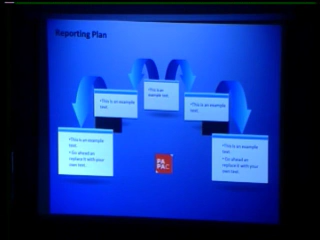 Reporting Plan
•This is an example text.
•This is an example text.
•This is an example text.
•This is an example text.
• Go ahead an replace it with your own text.
PA
PAC
•This is an example text.
• Go ahead an replace it with your own text.